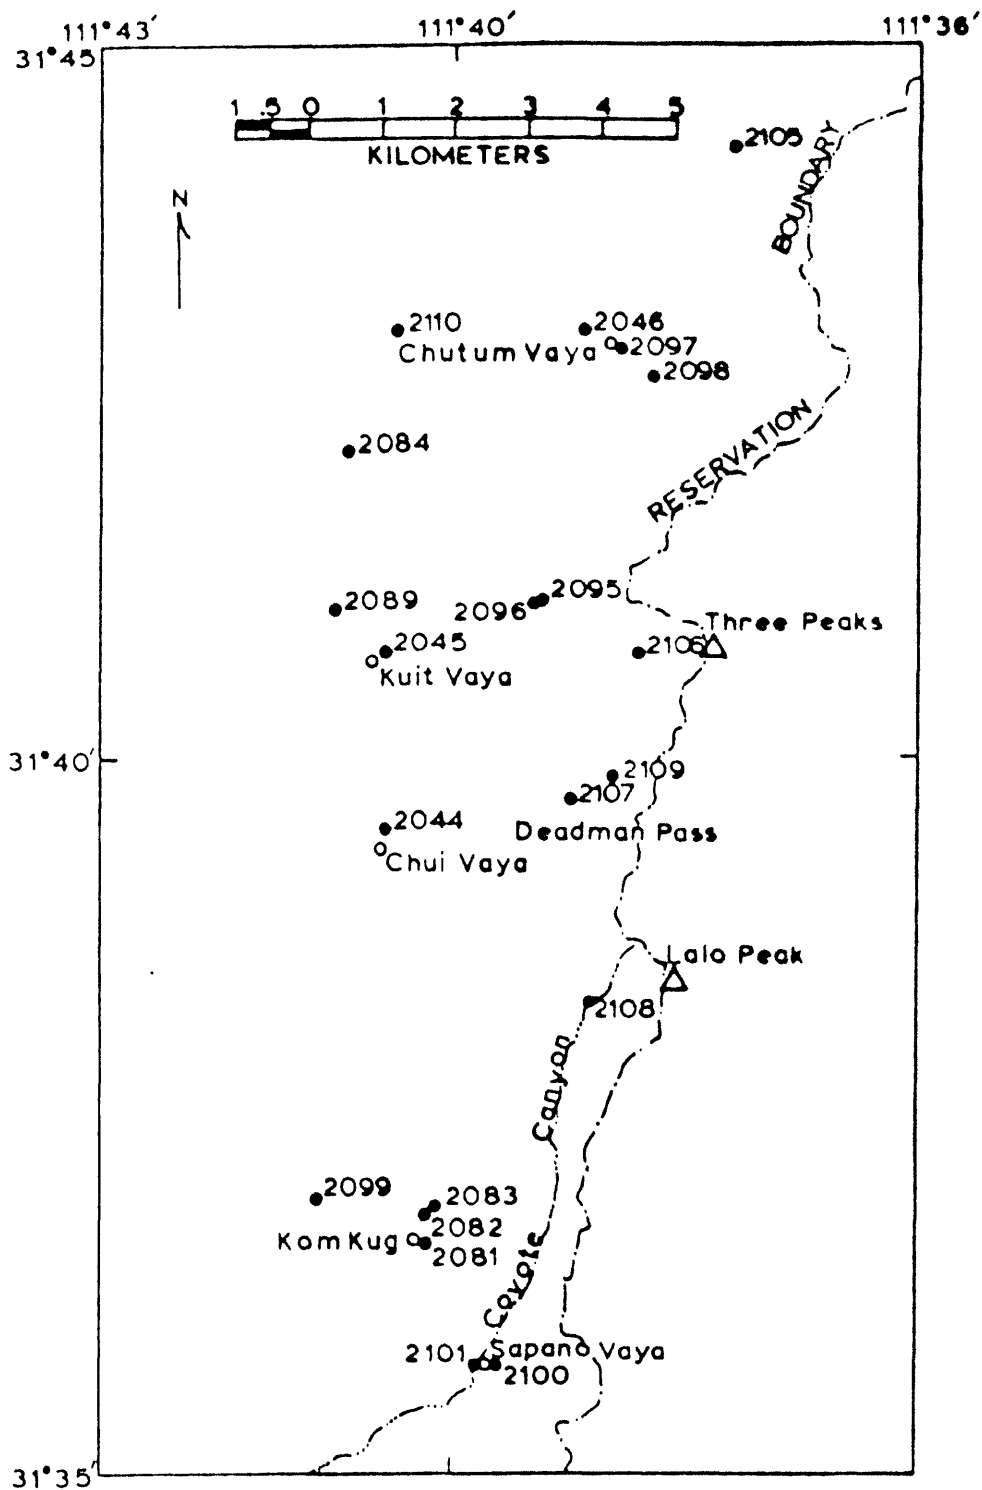 111°43′ 111°40′ 111°36′
31°45′
1 .5 0 1 2 3 4 5
KILOMETERS
2105
BOUNDARY
N
2110
2046
Chutum Vaya
2097
2098
RESERVATION
2084
2089
2095
2096
Three Peaks
2045
2106
Kuit Vaya
31°40′
2109
2107
2044
Deadman Pass
Chui Vaya
Lalo Peak
2108
Canyon
2099
2083
2082
Kom Kug
2081
Coyote
2101
Sapano Vaya
2100
31°35′